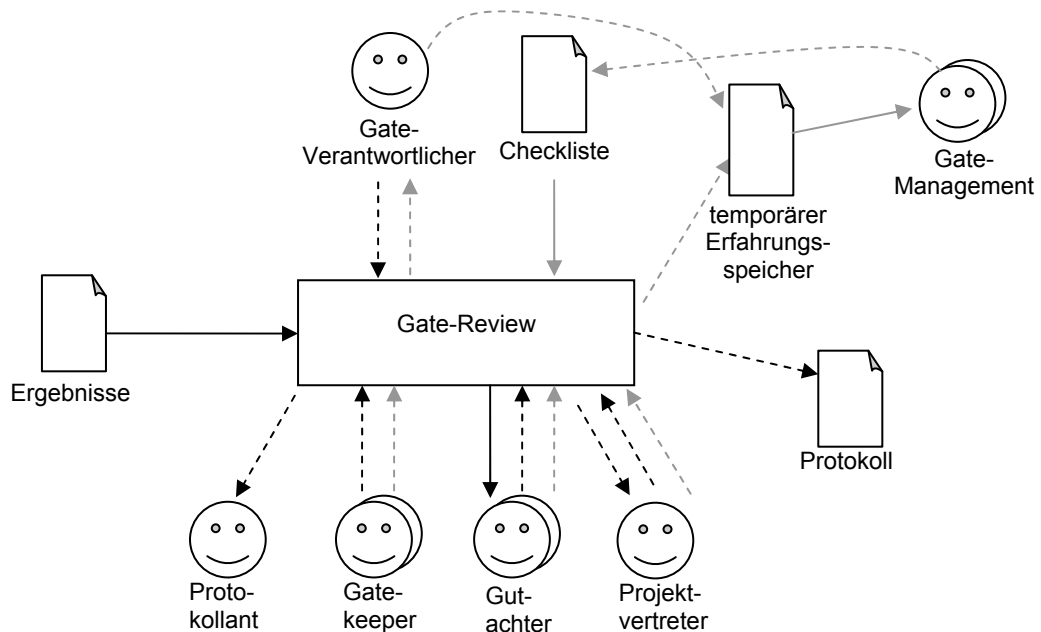 Gate-
Verantwortlicher
Checkliste
Gate-
Management
temporärer
Erfahrungs-
speicher
Gate-Review
Ergebnisse
Protokoll
Proto-
kollant
Gate-
keeper
Gut-
achter
Projekt-
vertreter